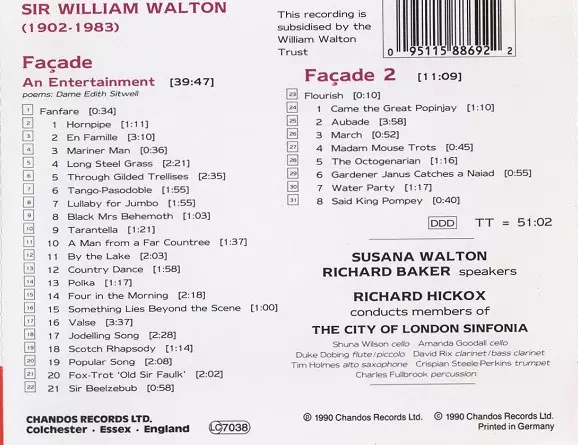 SIR WILLIAM WALTON
(1902-1983)
This recording is
subsidised by the
William Walton
Trust
0 95115 88692 2
Façade
An Entertainment [39:47]
poems: Dame Edith Sitwell
1 Fanfare [0:34]
2 1 Hornpipe [1:11]
3 2 En Famille [3:10]
4 3 Mariner Man [0:36]
5 4 Long Steel Grass [2:21]
6 5 Through Gilded Trellises [2:35]
7 6 Tango-Pasodoble [1:55]
8 7 Lullaby for Jumbo [1:55]
9 8 Black Mrs Behemoth [1:03]
10 9 Tarantella [1:21]
11 10 A Man from a Far Countree [1:37]
12 11 By the Lake [2:03]
13 12 Country Dance [1:58]
14 13 Polka [1:17]
15 14 Four in the Morning [2:18]
16 15 Something Lies Beyond the Scene [1:00]
17 16 Valse [3:37]
18 17 Jodelling Song [2:28]
19 18 Scotch Rhapsody [1:14]
20 19 Popular Song [2:08]
21 20 Fox-Trot 'Old Sir Faulk' [2:02]
22 21 Sir Beelzebub [0:58]
Façade 2 [11:09]
23 Flourish [0:10]
24 1 Came the Great Popinjay [1:10]
25 2 Aubade [3:58]
26 3 March [0:52]
27 4 Madam Mouse Trots [0:45]
28 5 The Octogenarian [1:16]
29 6 Gardener Janus Catches a Naiad [0:55]
30 7 Water Party [1:17]
31 8 Said King Pompey [0:40]
DDD TT = 51:02
SUSANA WALTON
RICHARD BAKER speakers
RICHARD HICKOX
conducts members of
THE CITY OF LONDON SINFONIA
Shuna Wilson cello Amanda Goodall cello
Duke Dobing flute/piccolo David Rix clarinet/bass clarinet
Tim Holmes alto saxophone Crispian Steele-Perkins trumpet
Charles Fullbrook percussion
CHANDOS RECORDS LTD.
Colchester · Essex · England
LC7038
℗ 1990 Chandos Records Ltd. © 1990 Chandos Records Ltd.
Printed in Germany